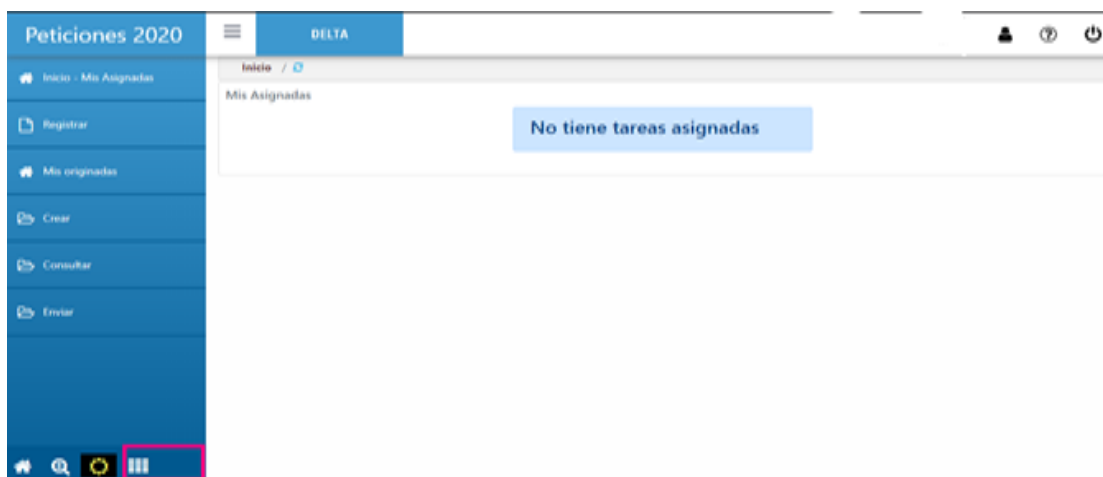 Peticiones 2020
DELTA
Inicio - Mis Asignadas
Inicio /
Mis Asignadas
No tiene tareas asignadas
Registrar
Mis originadas
Crear
Consultar
Enviar